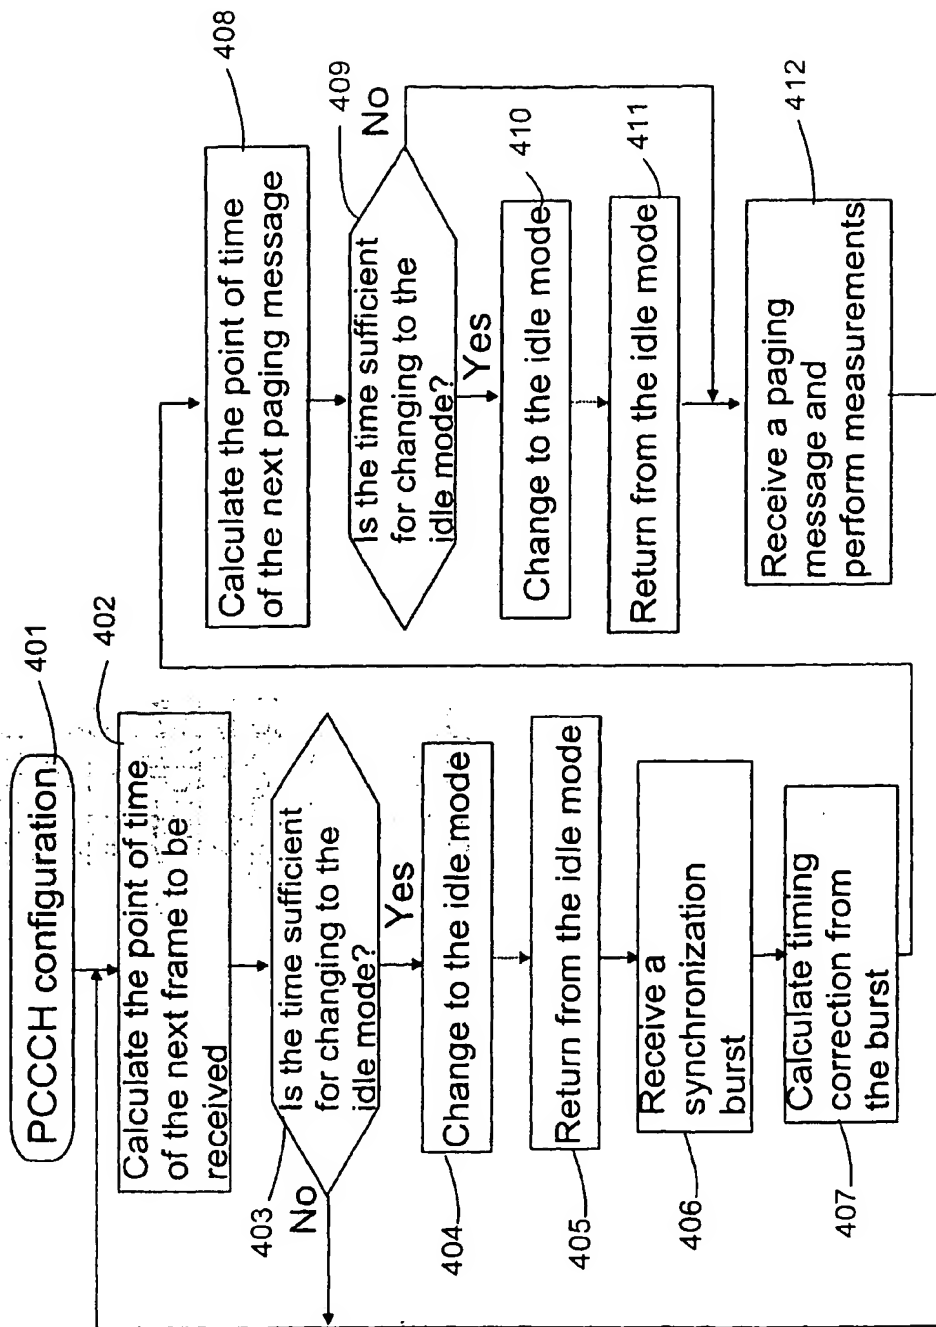 PCCCH configuration
401
Calculate the point of time
of the next frame to be
received
402
Is the time sufficient
for changing to the
idle mode?
403
No
Yes
Change to the idle mode
404
Return from the idle mode
405
Receive a
synchronization
burst
406
Calculate timing
correction from
the burst
407
Calculate the point of time
of the next paging message
408
Is the time sufficient
for changing to the
idle mode?
409
No
Yes
Change to the idle mode
410
Return from the idle mode
411
Receive a paging
message and
perform measurements
412